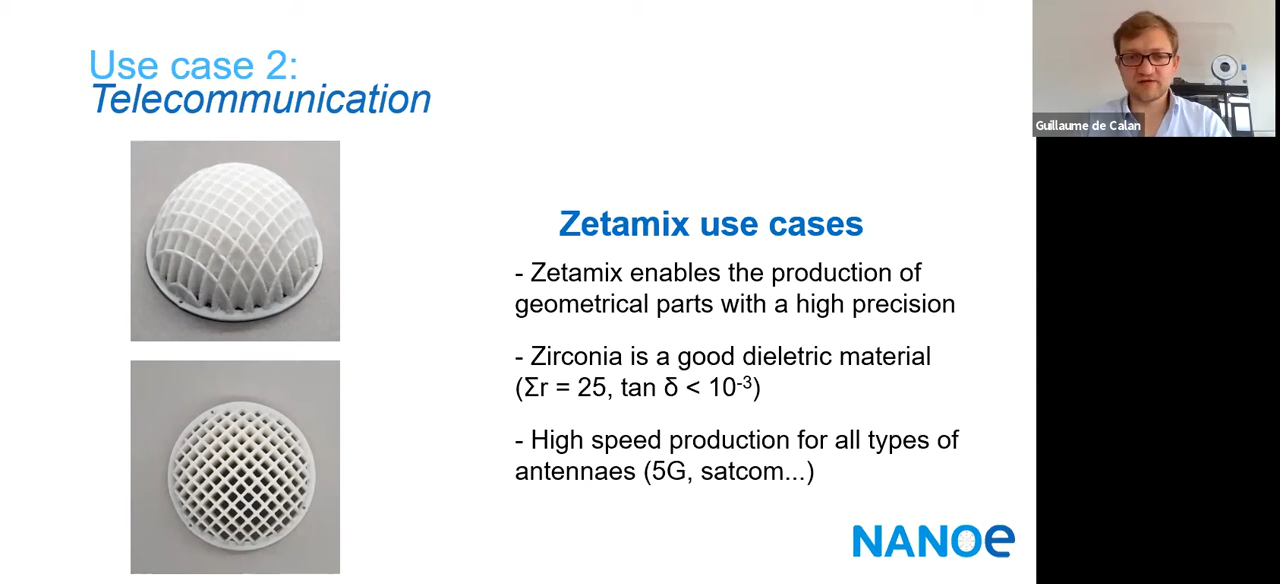 Use case 2:
Telecommunication
Guillaume de Calan
Zetamix use cases
- Zetamix enables the production of
geometrical parts with a high precision
- Zirconia is a good dieletric material
(Σr = 25, tan δ < 10⁻³)
- High speed production for all types of
antennaes (5G, satcom...)
NANOe